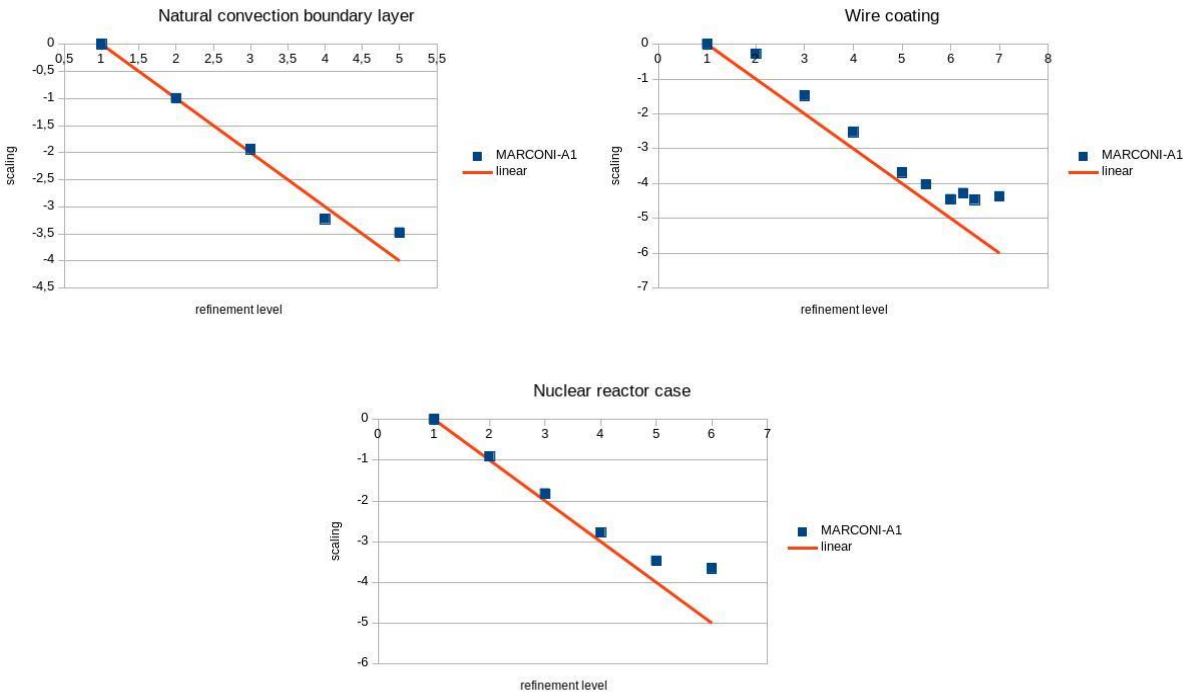 Natural convection boundary layer
0
0,5 1 1,5 2 2,5 3 3,5 4 4,5 5 5,5
-0,5
-1
-1,5
-2
-2,5
-3
-3,5
-4
-4,5
scaling
refinement level
MARCONI-A1
linear
Wire coating
0
0 1 2 3 4 5 6 7 8
-1
-2
-3
-4
-5
-6
-7
scaling
refinement level
MARCONI-A1
linear
Nuclear reactor case
0
0 1 2 3 4 5 6 7
-1
-2
-3
-4
-5
-6
scaling
refinement level
MARCONI-A1
linear